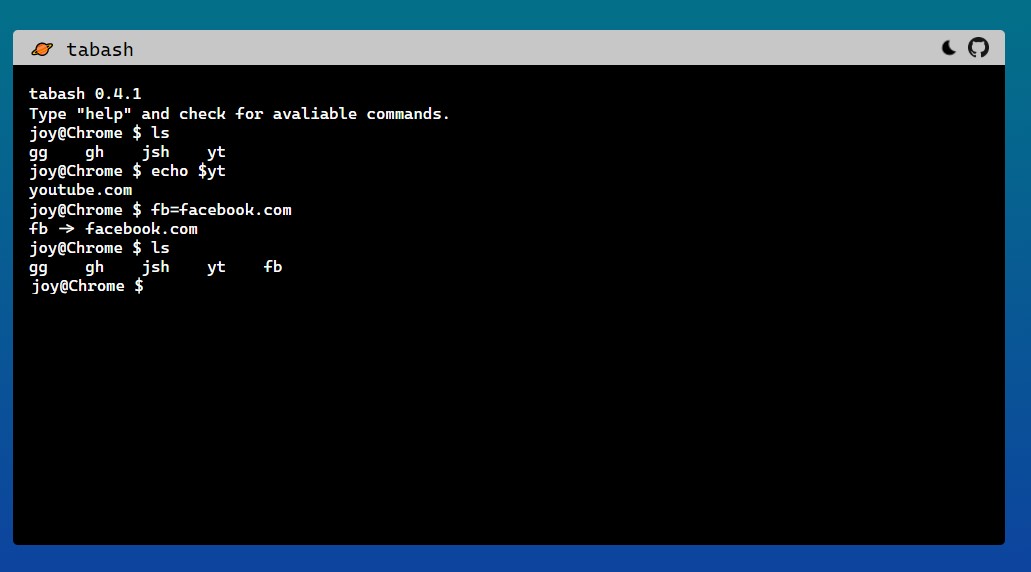 tabash
tabash 0.4.1
Type "help" and check for avaliable commands.
joy@Chrome $ ls
gg gh jsh yt
joy@Chrome $ echo $yt
youtube.com
joy@Chrome $ fb=facebook.com
fb -> facebook.com
joy@Chrome $ ls
gg gh jsh yt fb
joy@Chrome $